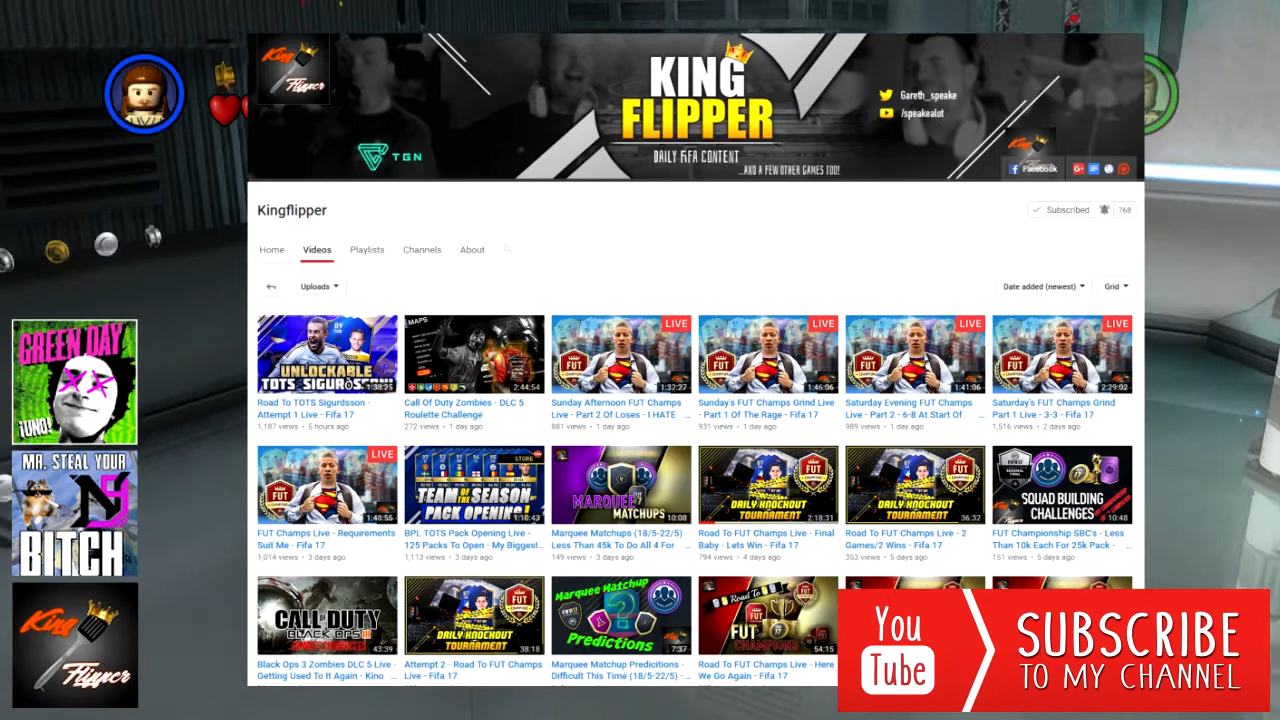 King
Flipper
KING
FLIPPER
DAILY FIFA CONTENT
...AND A FEW OTHER GAMES TOO!
TGN
Gareth_speake
/speakealot
Facebook
Kingflipper
Subscribed 768
Home Videos Playlists Channels About
Uploads
Date added (newest) Grid
89
UNLOCKABLE
TOTS SIGURDSSON!
1:38:25
MAPS
2:44:54
LIVE
FUT
CHAMPIONS
1:32:27
LIVE
FUT
CHAMPIONS
1:46:06
LIVE
FUT
CHAMPIONS
1:41:06
LIVE
FUT
CHAMPIONS
2:29:02
Road To TOTS Sigurdsson -
Attempt 1 Live - Fifa 17
1,187 views • 5 hours ago
Call Of Duty Zombies - DLC 5
Roulette Challenge
272 views • 1 day ago
Sunday Afternoon FUT Champs
Live - Part 2 Of Loses - I HATE ...
881 views • 1 day ago
Sunday's FUT Champs Grind Live
- Part 1 Of The Rage - Fifa 17
931 views • 1 day ago
Saturday Evening FUT Champs
Live - Part 2 - 6-8 At Start Of ...
989 views • 1 day ago
Saturday's FUT Champs Grind
Part 1 Live - 3-3 - Fifa 17
1,516 views • 2 days ago
LIVE
FUT
CHAMPIONS
1:48:55
STORE
TEAM OF THE SEASON
PACK OPENING!
1:10:43
MARQUEE
MATCHUPS
10:08
FUT
DAILY KNOCKOUT
TOURNAMENT
2:18:31
FUT
DAILY KNOCKOUT
TOURNAMENT
36:32
SQUAD BUILDING
CHALLENGES
10:48
FUT Champs Live - Requirements
Suit Me - Fifa 17
1,014 views • 3 days ago
BPL TOTS Pack Opening Live -
125 Packs To Open - My Biggest...
1,113 views • 3 days ago
Marquee Matchups (18/5-22/5)
Less Than 45K To Do All 4 For ...
149 views • 3 days ago
Road To FUT Champs Live - Final
Baby - Lets Win - Fifa 17
794 views • 4 days ago
Road To FUT Champs Live - 2
Games/2 Wins - Fifa 17
353 views • 5 days ago
FUT Championship SBC's - Less
Than 10k Each For 25k Pack - ...
151 views • 5 days ago
CALL OF DUTY
BLACK OPS III
43:39
FUT
DAILY KNOCKOUT
TOURNAMENT
38:18
Marquee Matchup
Predictions
7:37
Road To
FUT
CHAMPIONS
54:15
Black Ops 3 Zombies DLC 5 Live -
Getting Used To It Again - Kino ...
Attempt 2 - Road To FUT Champs
Live - Fifa 17
Marquee Matchup Predicitions -
Difficult This Time (18/5-22/5) - ...
Road To FUT Champs Live - Here
We Go Again - Fifa 17
GREEN DAY
¡UNO!
MR. STEAL YOUR
BITCH
King
Flipper
You
Tube
SUBSCRIBE
TO MY CHANNEL